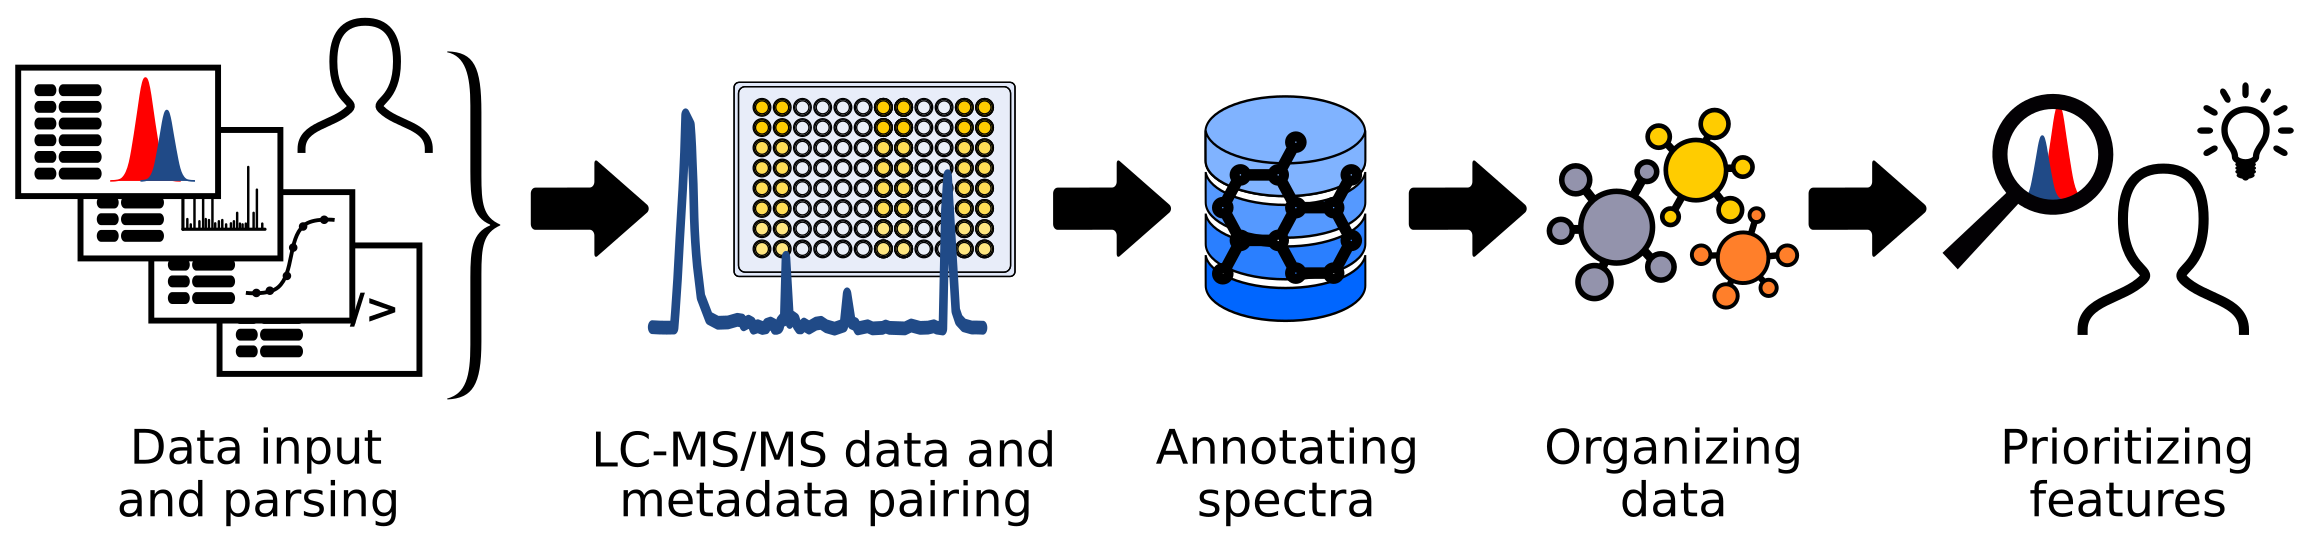 />
Data input
and parsing
LC-MS/MS data and
metadata pairing
Annotating
spectra
Organizing
data
Prioritizing
features